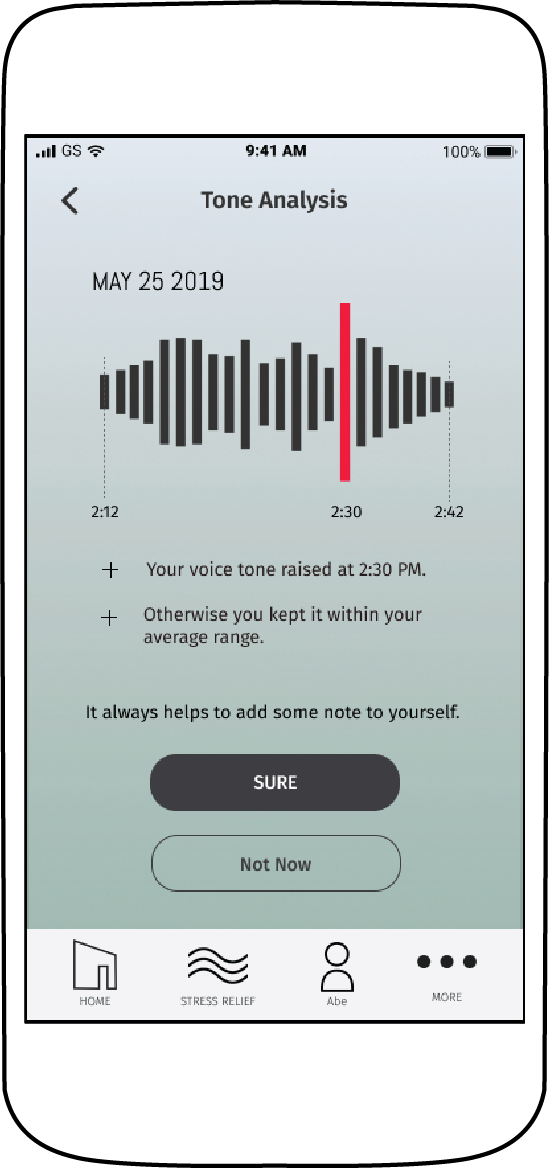 GS 9:41 AM 100%
Tone Analysis
MAY 25 2019
2:12 2:30 2:42
Your voice tone raised at 2:30 PM.
Otherwise you kept it within your
average range.
It always helps to add some note to yourself.
SURE
Not Now
HOME STRESS RELIEF Abe MORE